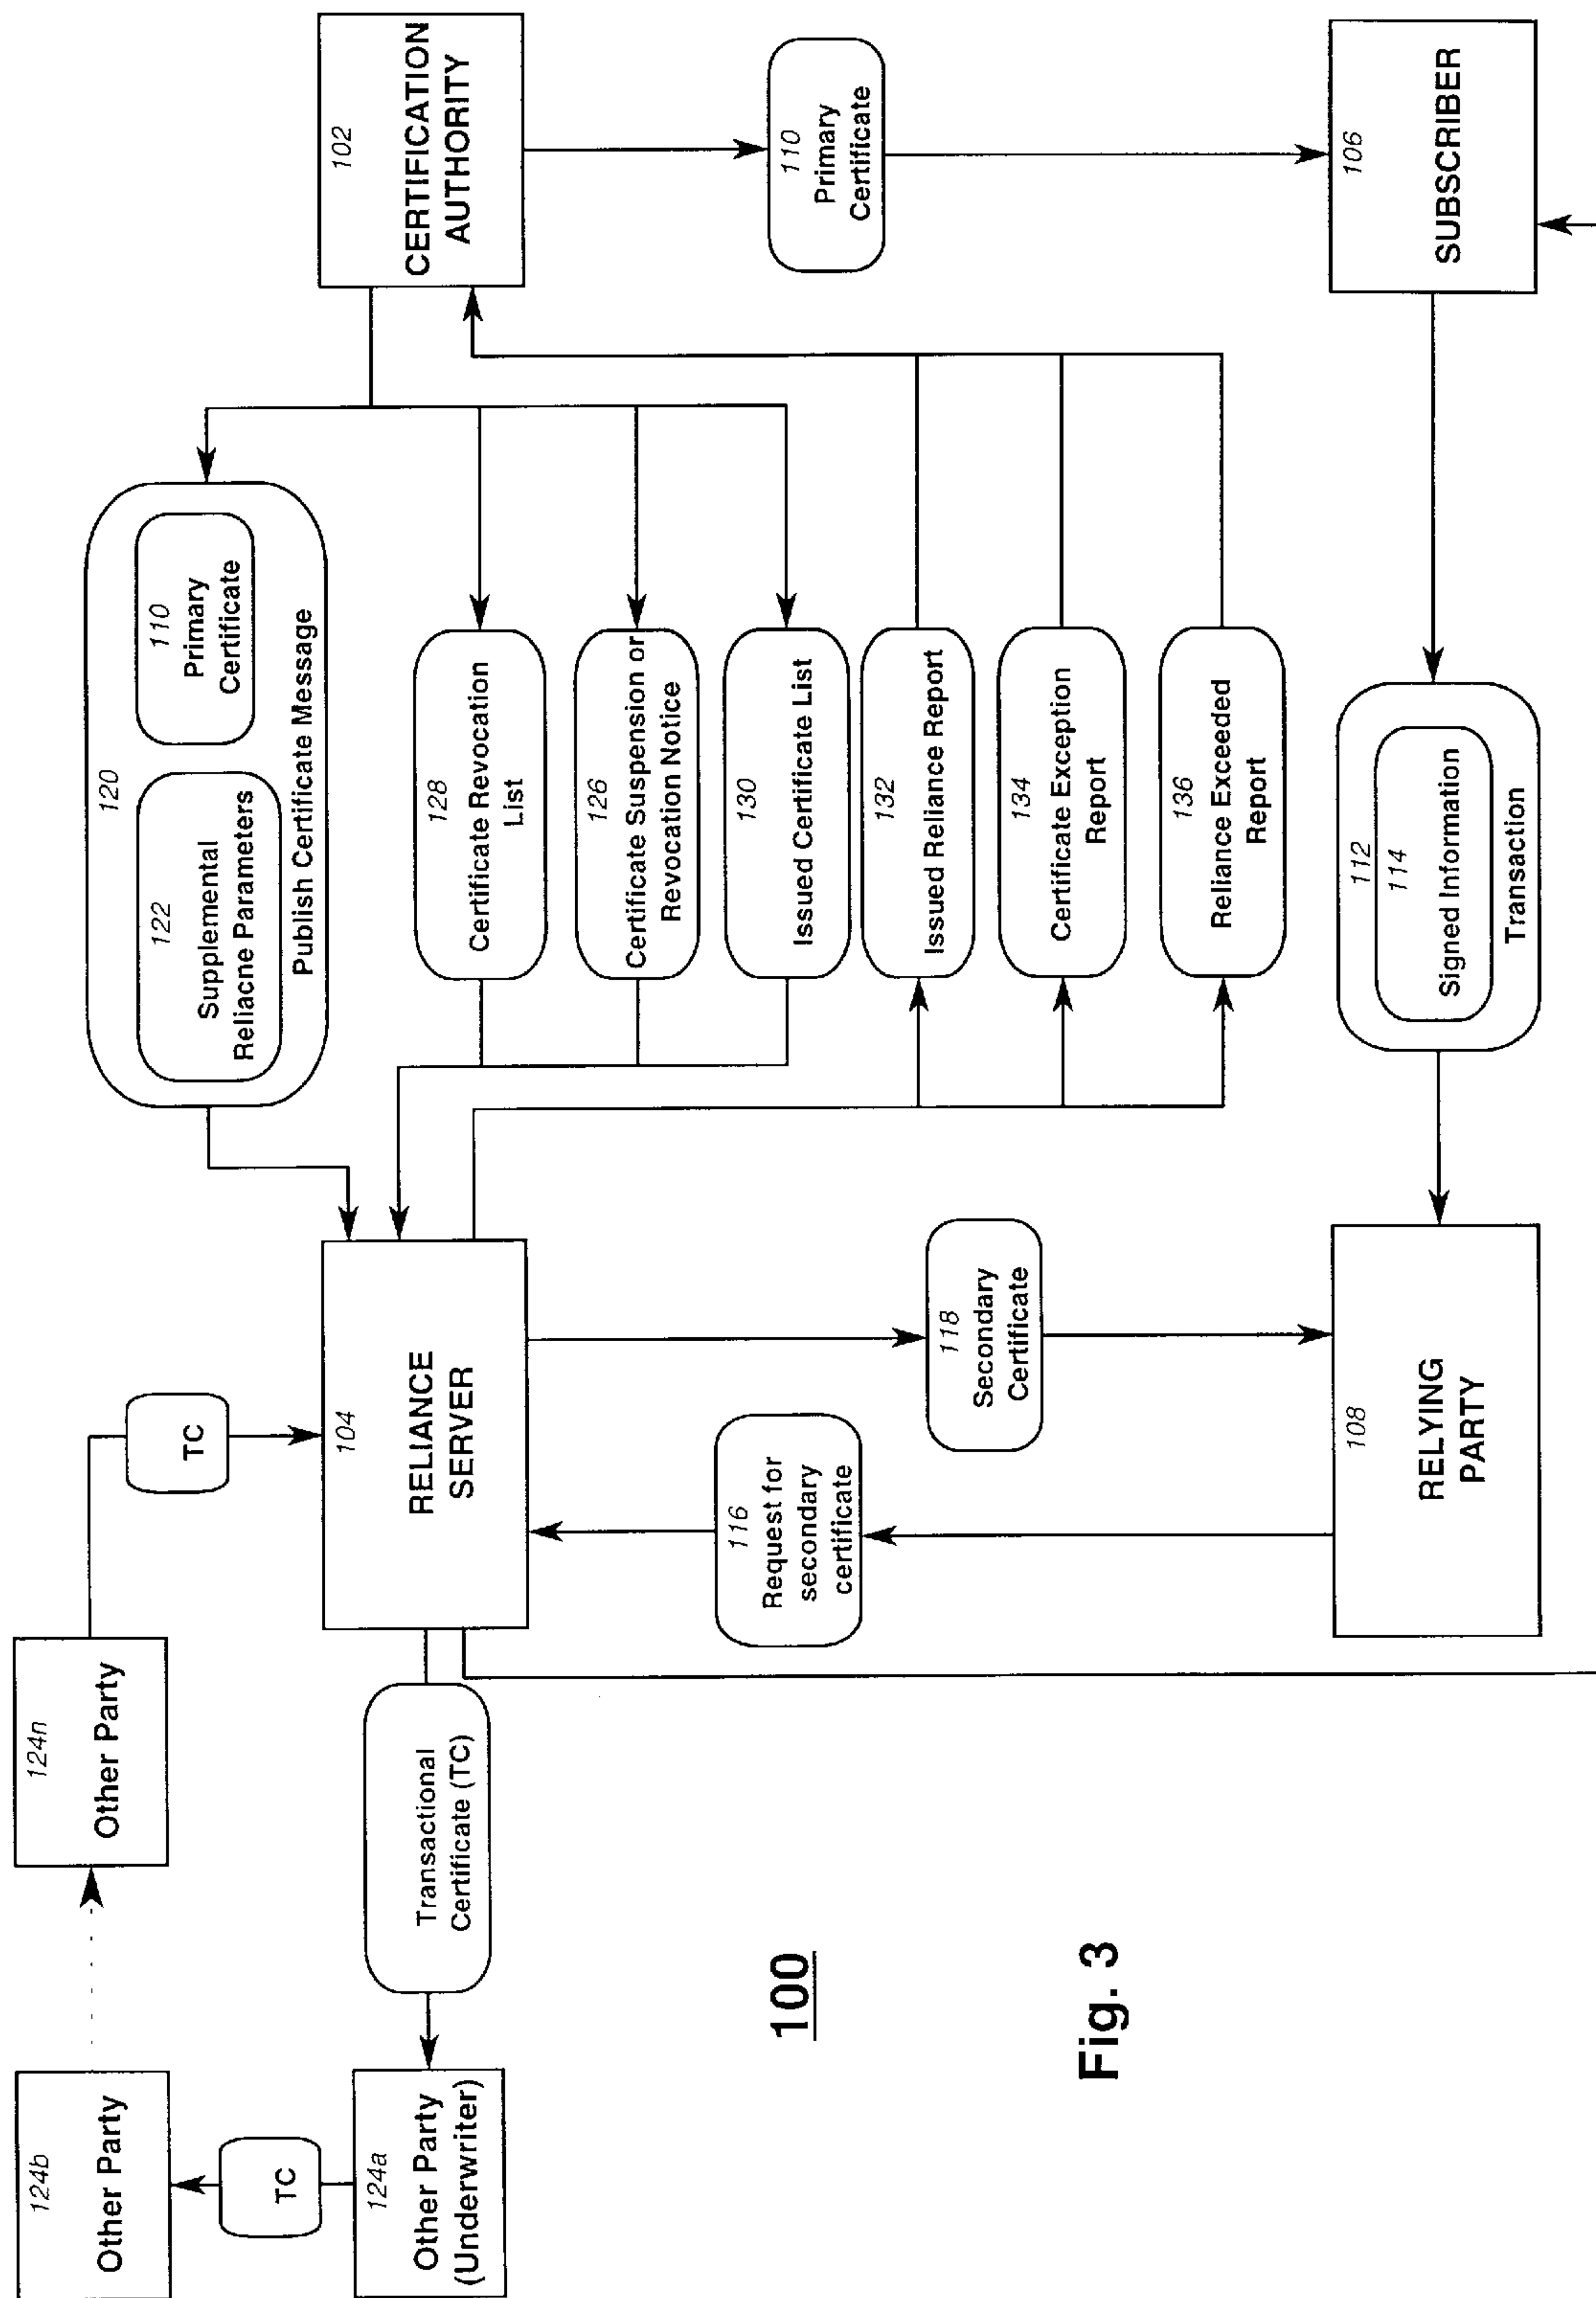 124b
Other Party
TC
124a
Other Party
(Underwriter)
124n
Other Party
TC
Transactional
Certificate (TC)
104
RELIANCE
SERVER
120
122
Supplemental
Reliacne Parameters
110
Primary
Certificate
Publish Certificate Message
128
Certificate Revocation
List
126
Certificate Suspension or
Revocation Notice
130
Issued Certificate List
132
Issued Reliance Report
134
Certificate Exception
Report
136
Reliance Exceeded
Report
102
CERTIFICATION
AUTHORITY
110
Primary
Certificate
116
Request for
secondary
certificate
118
Secondary
Certificate
108
RELYING
PARTY
112
114
Signed Information
Transaction
106
SUBSCRIBER
100
Fig. 3